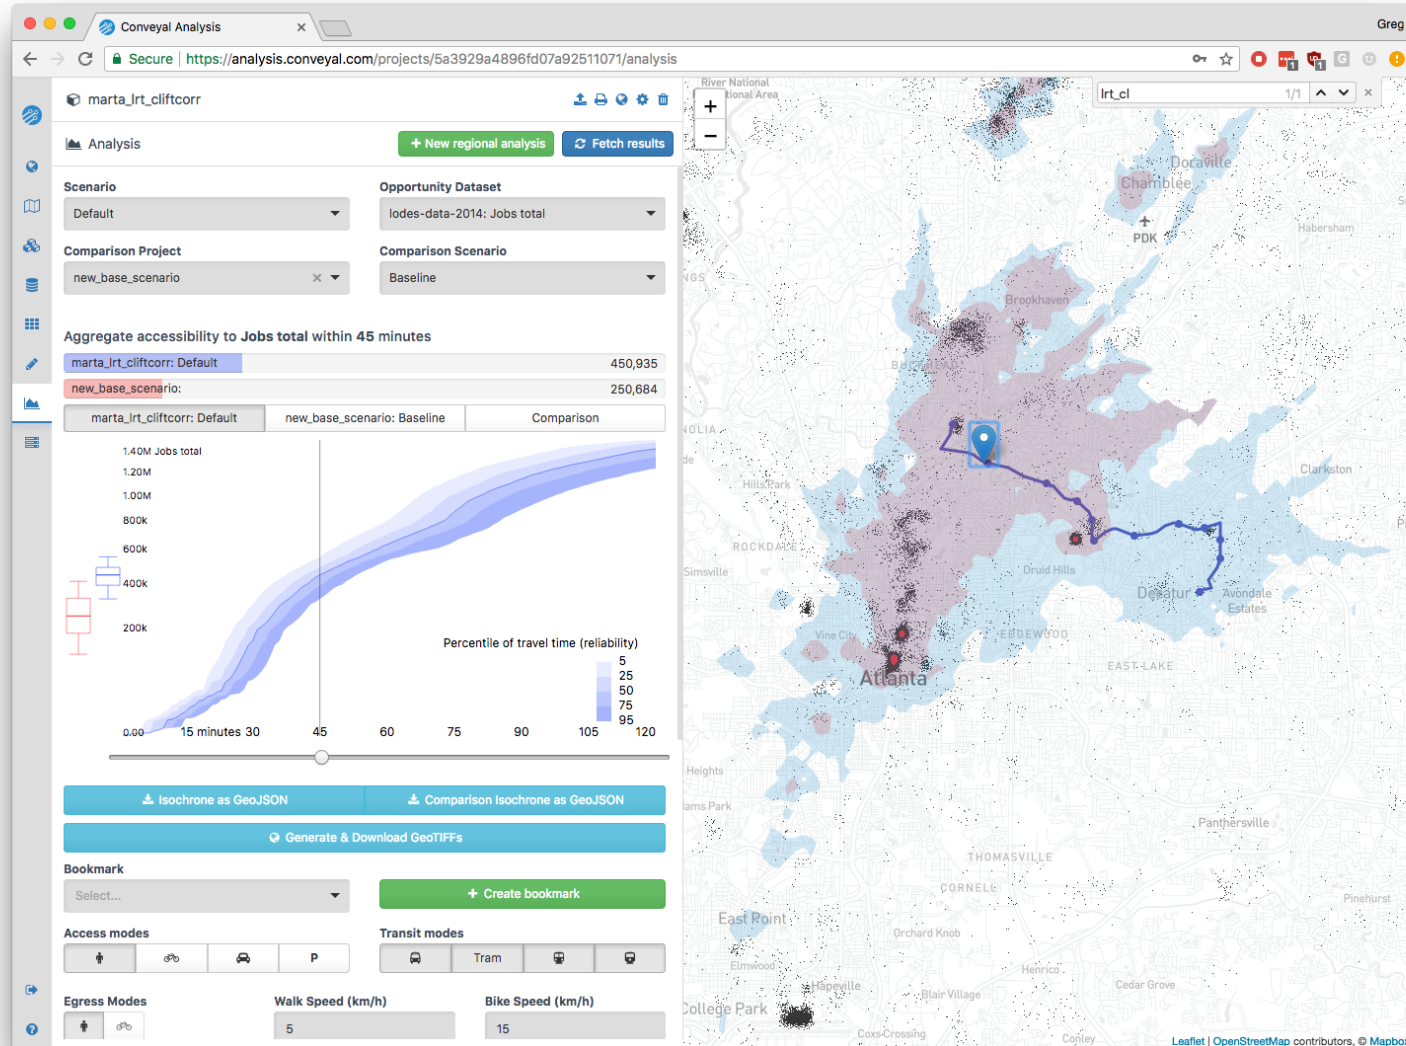 Conveyal Analysis
Greg
Secure | https://analysis.conveyal.com/projects/5a3929a4896fd07a92511071/analysis
marta_lrt_cliftcorr
Analysis
+ New regional analysis
Fetch results
Scenario
Opportunity Dataset
Default
lodes-data-2014: Jobs total
Comparison Project
Comparison Scenario
new_base_scenario
Baseline
Aggregate accessibility to Jobs total within 45 minutes
marta_lrt_cliftcorr: Default
450,935
new_base_scenario:
250,684
marta_lrt_cliftcorr: Default
new_base_scenario: Baseline
Comparison
1.40M Jobs total
1.20M
1.00M
800k
600k
400k
200k
0.00
Percentile of travel time (reliability)
5
25
50
75
95
15 minutes 30 45 60 75 90 105 120
Isochrone as GeoJSON
Comparison Isochrone as GeoJSON
Generate & Download GeoTIFFs
Bookmark
Select...
+ Create bookmark
Access modes
Transit modes
P
Tram
Egress Modes
Walk Speed (km/h)
Bike Speed (km/h)
5
15
+
−
lrt_cl
1/1
River National
Doraville
Chamblee
PDK
Habersham
Brookhaven
Clarkston
Hills Park
ROCKDALE
Simsville
Druid Hills
Decatur
Avondale
Estates
Vine City
EDGEWOOD
EAST LAKE
Atlanta
Heights
Panthersville
THOMASVILLE
CORNELL
Pinehurst
East Point
Orchard Knob
Elmwood
Henrico
Hapeville
Blair Village
Cedar Grove
College Park
Coxs Crossing
Conley
Leaflet | OpenStreetMap contributors, © Mapbox